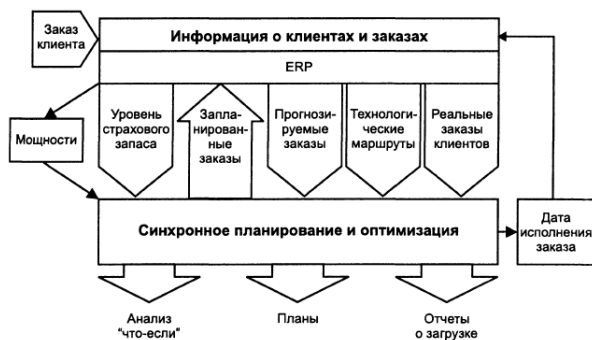 Заказ
клиента
Информация о клиентах и заказах
ERP
Мощности
Уровень
страхового
запаса
Запла-
нирован-
ные
заказы
Прогнози-
руемые
заказы
Технологи-
ческие
маршруты
Реальные
заказы
клиентов
Синхронное планирование и оптимизация
Дата
исполнения
заказа
Анализ
"что-если"
Планы
Отчеты
о загрузке